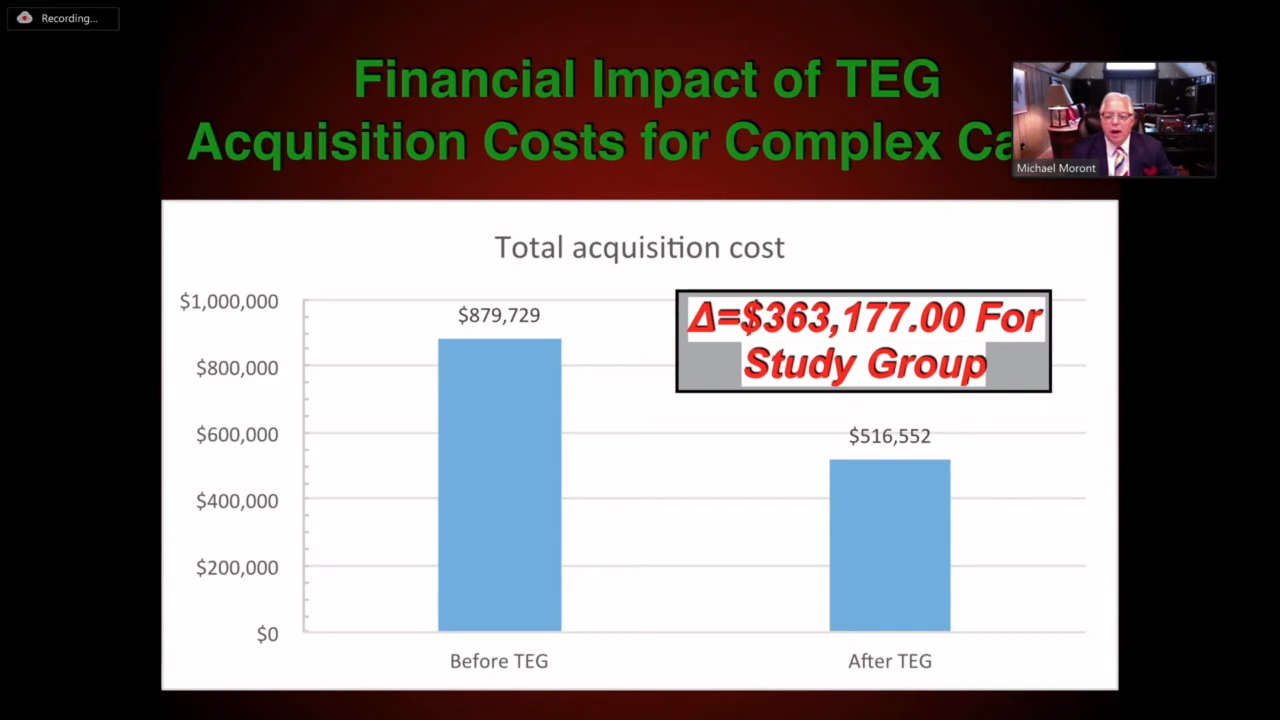 Recording...
Financial Impact of TEG
Acquisition Costs for Complex
Michael Moront
Total acquisition cost
$1,000,000
$800,000
$600,000
$400,000
$200,000
$0
$879,729
Δ=$363,177.00 For
Study Group
$516,552
Before TEG
After TEG